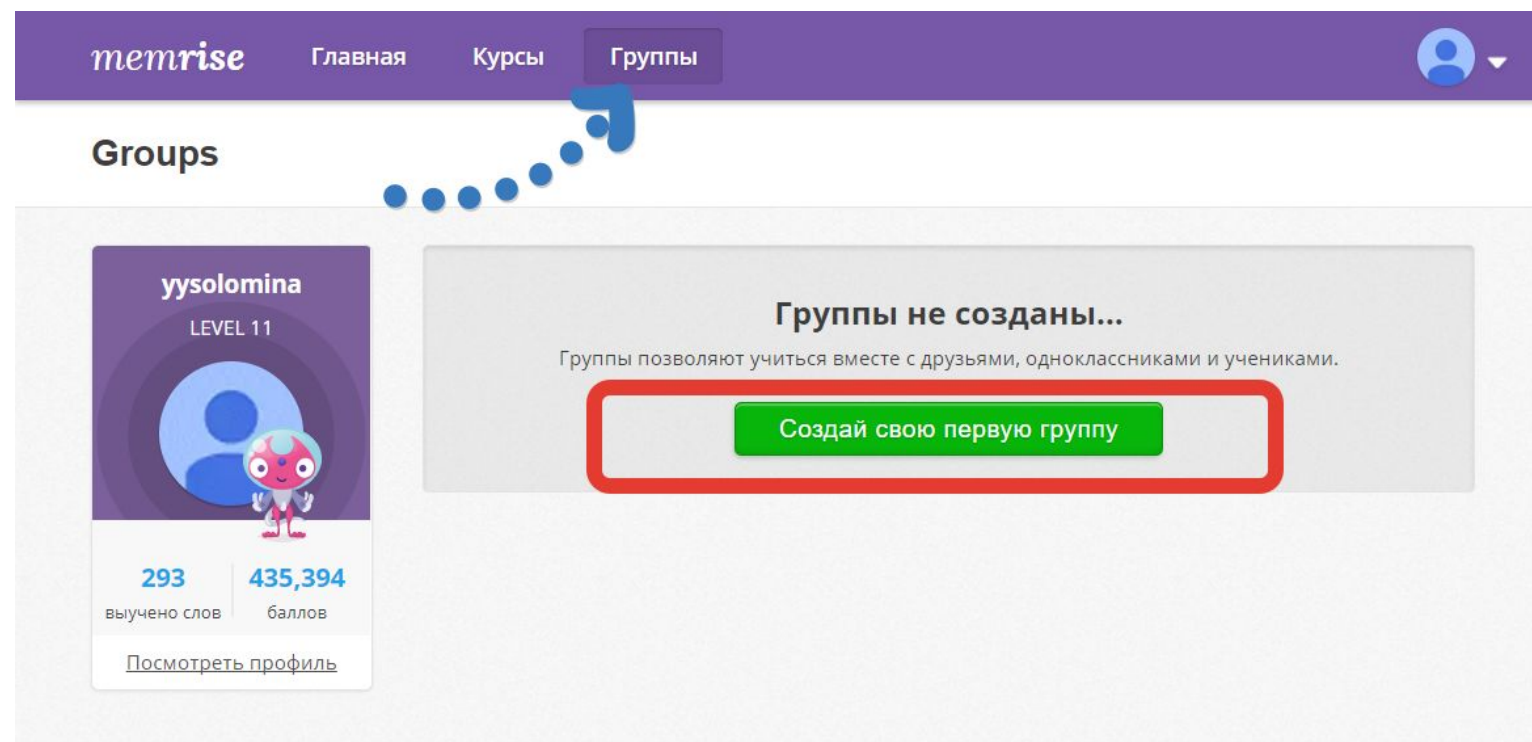 memrise Главная Курсы Группы
Groups
yysolomina
LEVEL 11
293 435,394
выучено слов баллов
Посмотреть профиль
Группы не созданы...
Группы позволяют учиться вместе с друзьями, одноклассниками и учениками.
Создай свою первую группу